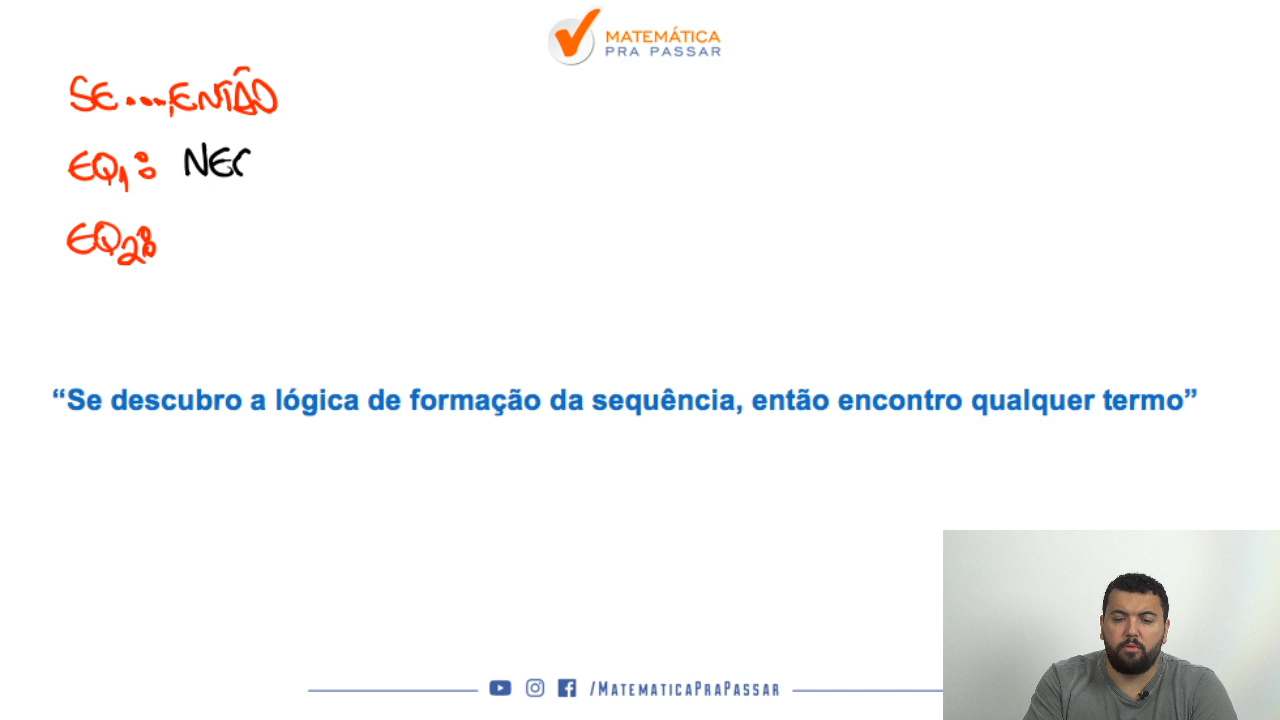 MATEMÁTICA
PRA PASSAR
SE ...,ENTÃO
EQ1: NEC
EQ2:
“Se descubro a lógica de formação da sequência, então encontro qualquer termo”
/MATEMATICAPRAPASSAR